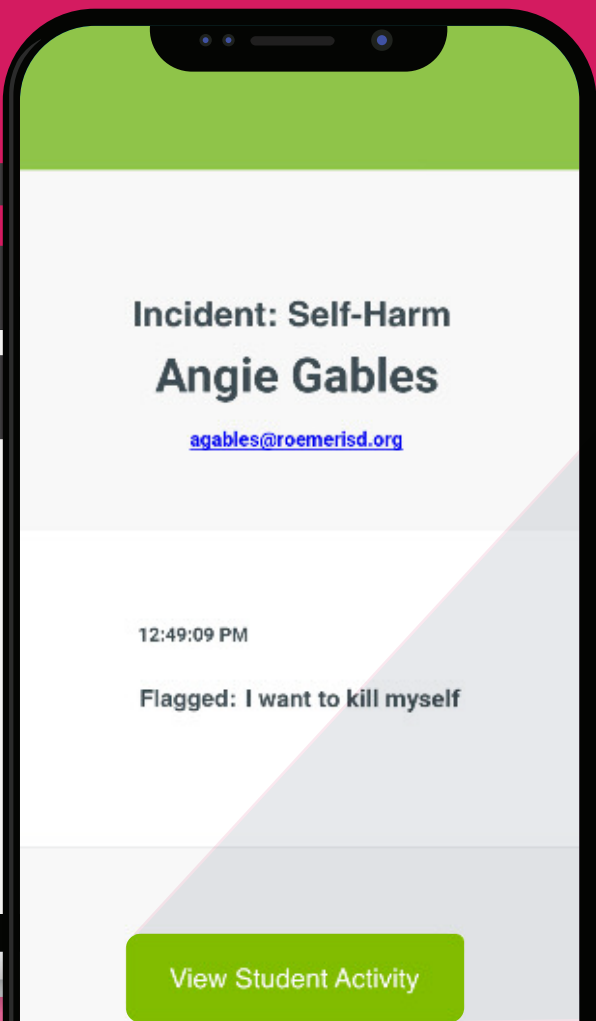 Incident: Self-Harm
Angie Gables
agables@roemerisd.org
12:49:09 PM
Flagged: I want to kill myself
View Student Activity